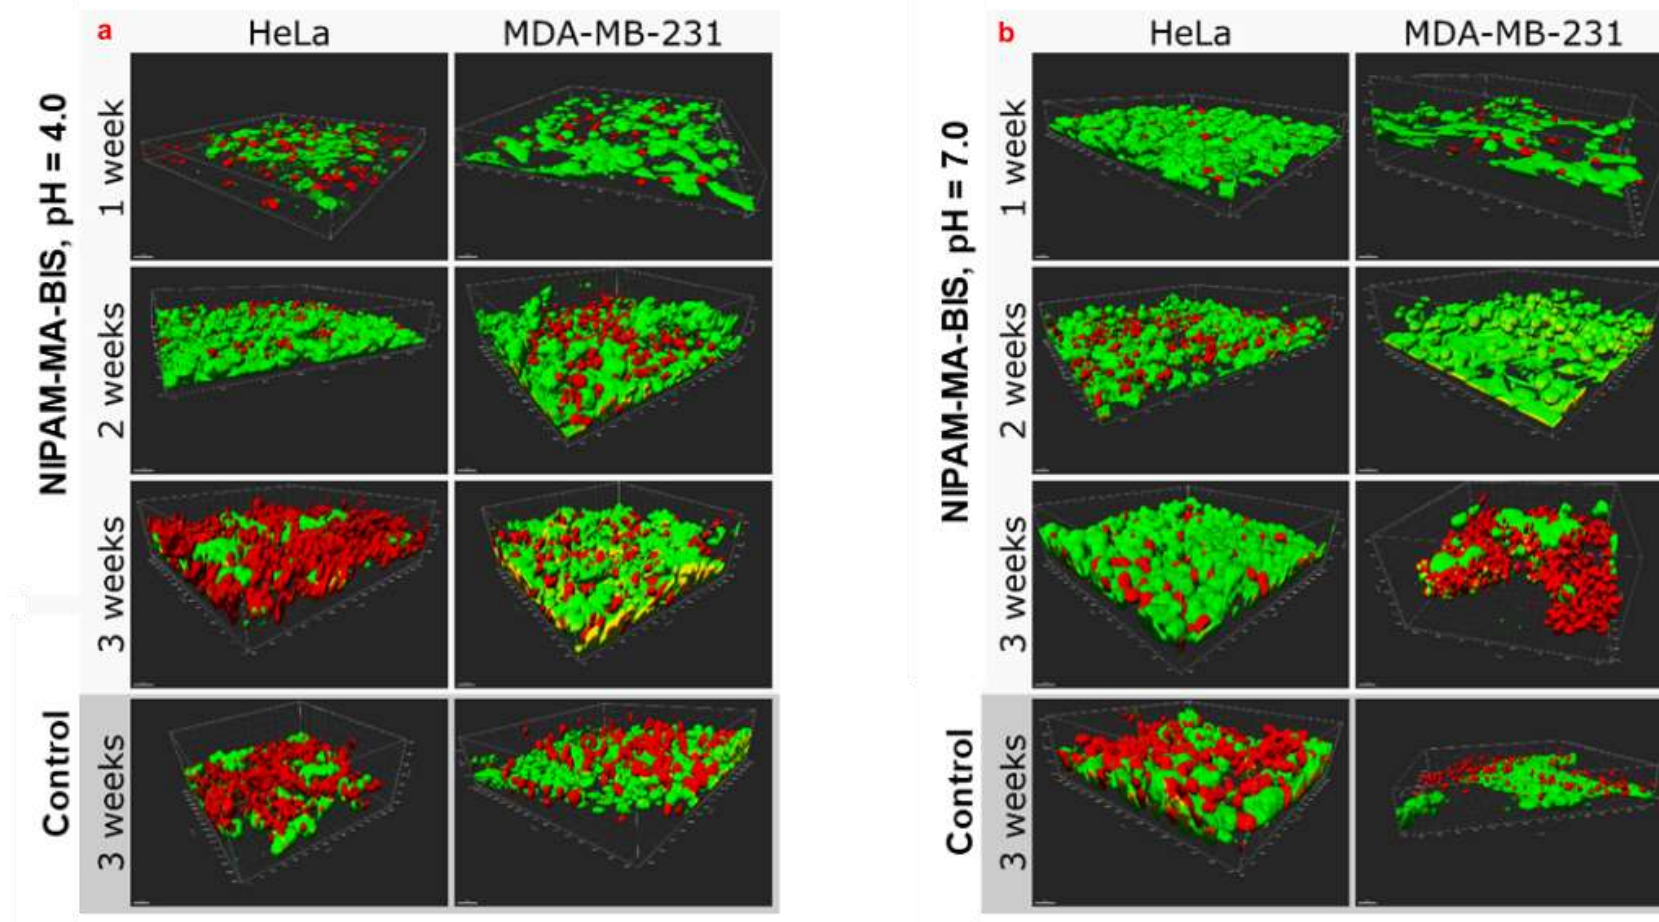 a
HeLa
MDA-MB-231
NIPAM-MA-BIS, pH = 4.0
1 week
2 weeks
3 weeks
Control
3 weeks
b
HeLa
MDA-MB-231
NIPAM-MA-BIS, pH = 7.0
1 week
2 weeks
3 weeks
Control
3 weeks